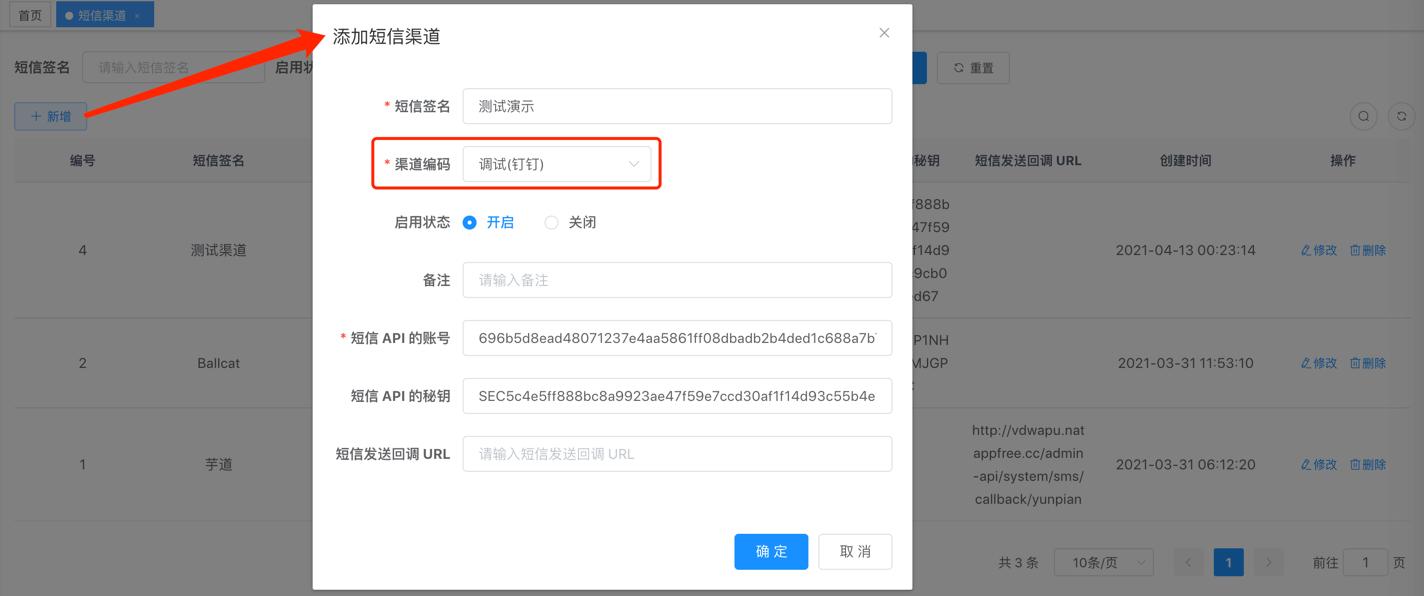 首页
短信渠道 ×
添加短信渠道
短信签名 请输入短信签名 启用状
重置
* 短信签名 测试演示
新增
* 渠道编码 调试(钉钉)
编号 短信签名 秘钥 短信发送回调 URL 创建时间 操作
启用状态 开启 关闭
备注 请输入备注
* 短信 API 的账号 696b5d8ead48071237e4aa5861ff08dbadb2b4ded1c688a7b
短信 API 的秘钥 SEC5c4e5ff888bc8a9923ae47f59e7ccd30af1f14d93c55b4e
短信发送回调 URL 请输入短信发送回调 URL
确 定 取 消
4 测试渠道
f888b
47f59
f14d9
9cb0
ed67
2021-04-13 00:23:14 修改 删除
2 Ballcat
P1NH
MJGP
2021-03-31 11:53:10 修改 删除
1 芋道
http://vdwapu.nat
appfree.cc/admin
-api/system/sms/
callback/yunpian
2021-03-31 06:12:20 修改 删除
共 3 条 10条/页 1 前往 1 页